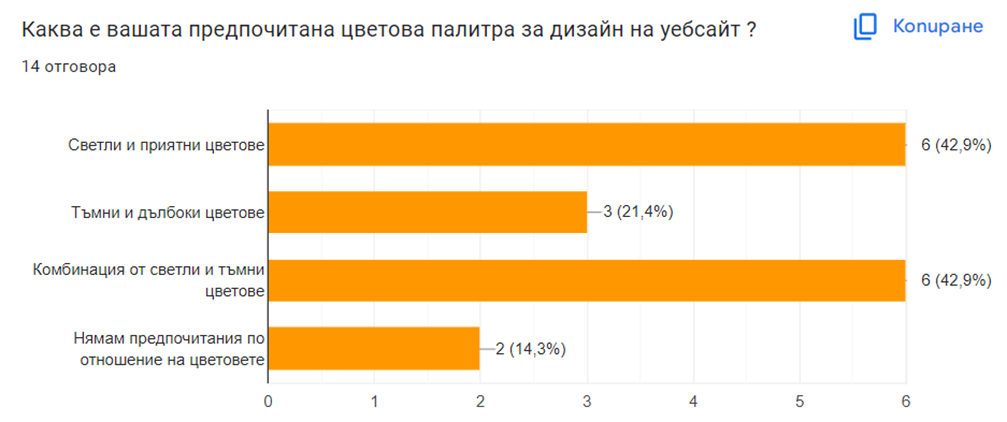 Каква е вашата предпочитана цветова палитра за дизайн на уебсайт ?
Копиране
14 отговора
Светли и приятни цветове
6 (42,9%)
Тъмни и дълбоки цветове
3 (21,4%)
Комбинация от светли и тъмни
цветове
6 (42,9%)
Нямам предпочитания по
отношение на цветовете
2 (14,3%)
0 1 2 3 4 5 6